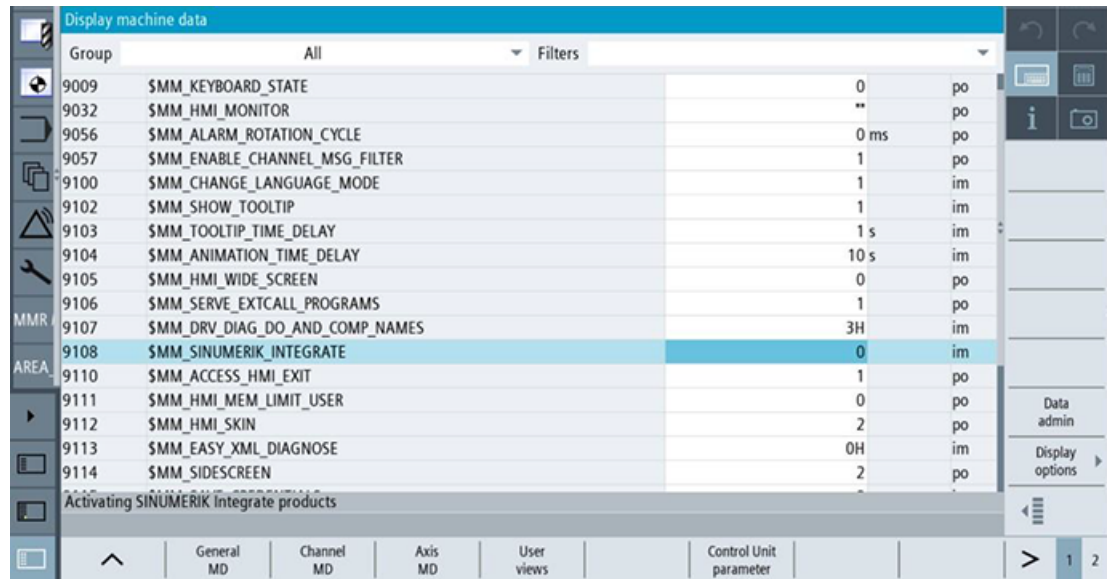 Display machine data
Group All Filters
9009 $MM_KEYBOARD_STATE 0 po
9032 $MM_HMI_MONITOR "" po
9056 $MM_ALARM_ROTATION_CYCLE 0 ms po
9057 $MM_ENABLE_CHANNEL_MSG_FILTER 1 po
9100 $MM_CHANGE_LANGUAGE_MODE 1 im
9102 $MM_SHOW_TOOLTIP 1 im
9103 $MM_TOOLTIP_TIME_DELAY 1 s im
9104 $MM_ANIMATION_TIME_DELAY 10 s im
9105 $MM_HMI_WIDE_SCREEN 0 po
9106 $MM_SERVE_EXTCALL_PROGRAMS 1 po
9107 $MM_DRV_DIAG_DO_AND_COMP_NAMES 3H im
9108 $MM_SINUMERIK_INTEGRATE 0 im
9110 $MM_ACCESS_HMI_EXIT 1 po
9111 $MM_HMI_MEM_LIMIT_USER 0 po
9112 $MM_HMI_SKIN 2 po
9113 $MM_EASY_XML_DIAGNOSE 0H im
9114 $MM_SIDESCREEN 2 po
Activating SINUMERIK Integrate products
MMR
AREA_
i
Data
admin
Display
options
General
MD
Channel
MD
Axis
MD
User
views
Control Unit
parameter
> 1 2